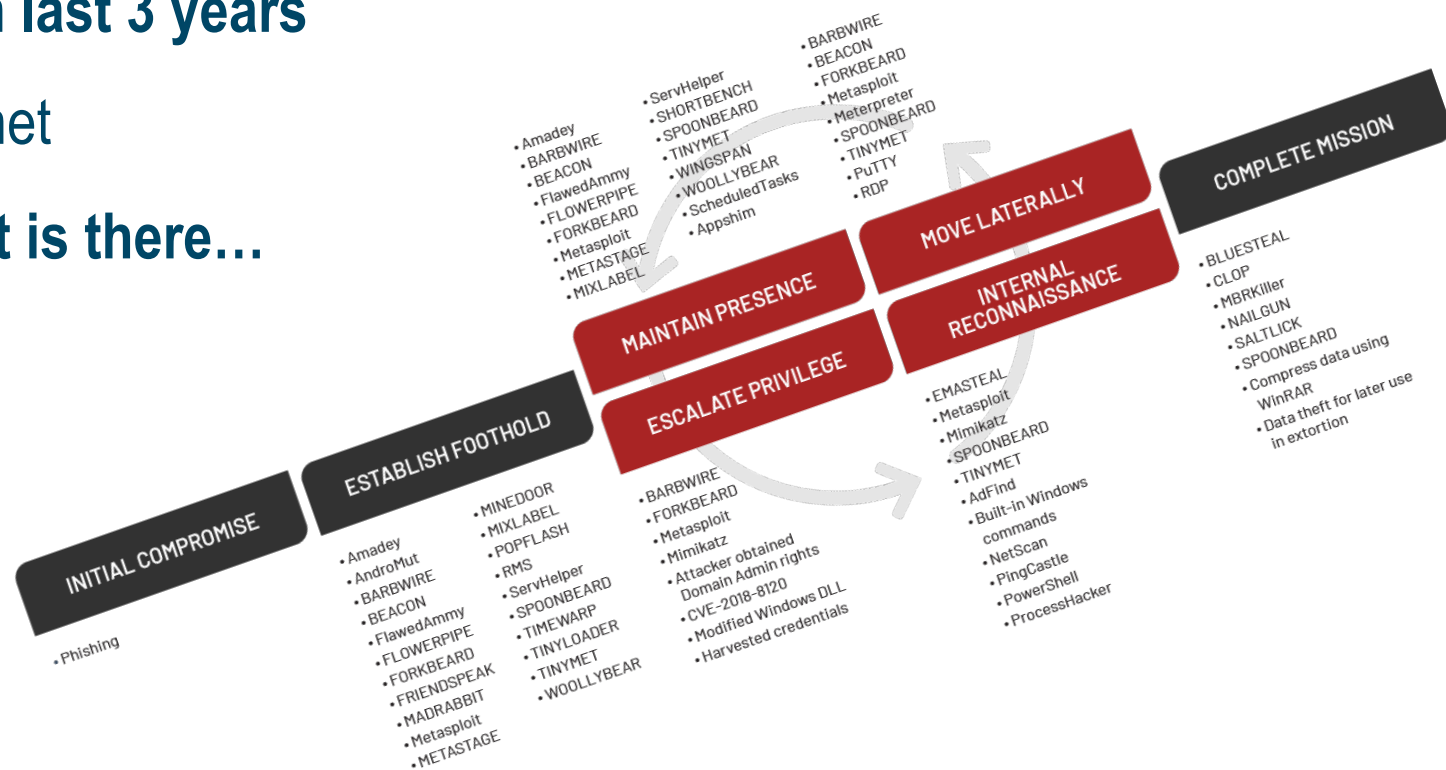 last 3 years
net
t is there…
INITIAL COMPROMISE
• Phishing
ESTABLISH FOOTHOLD
• Amadey
• AndroMut
• BARBWIRE
• BEACON
• FlawedAmmy
• FLOWERPIPE
• FORKBEARD
• FRIENDSPEAK
• MADRABBIT
• Metasploit
• METASTAGE
• MINEDOOR
• MIXLABEL
• POPFLASH
• RMS
• ServHelper
• SPOONBEARD
• TIMEWARP
• TINYLOADER
• TINYMET
• WOOLLYBEAR
MAINTAIN PRESENCE
• Amadey
• BARBWIRE
• BEACON
• FlawedAmmy
• FLOWERPIPE
• FORKBEARD
• Metasploit
• METASTAGE
• MIXLABEL
• ServHelper
• SHORTBENCH
• SPOONBEARD
• TINYMET
• WINGSPAN
• WOOLLYBEAR
• ScheduledTasks
• Appshim
ESCALATE PRIVILEGE
• BARBWIRE
• FORKBEARD
• Metasploit
• Mimikatz
• Attacker obtained
Domain Admin rights
• CVE-2018-8120
• Modified Windows DLL
• Harvested credentials
MOVE LATERALLY
• BARBWIRE
• BEACON
• FORKBEARD
• Metasploit
• Meterpreter
• SPOONBEARD
• TINYMET
• PuTTY
• RDP
INTERNAL
RECONNAISSANCE
• EMASTEAL
• Metasploit
• Mimikatz
• SPOONBEARD
• TINYMET
• AdFind
• Built-in Windows
commands
• NetScan
• PingCastle
• PowerShell
• ProcessHacker
COMPLETE MISSION
• BLUESTEAL
• CLOP
• MBRKiller
• NAILGUN
• SALTLICK
• SPOONBEARD
• Compress data using
WInRAR
• Data theft for later use
in extortion